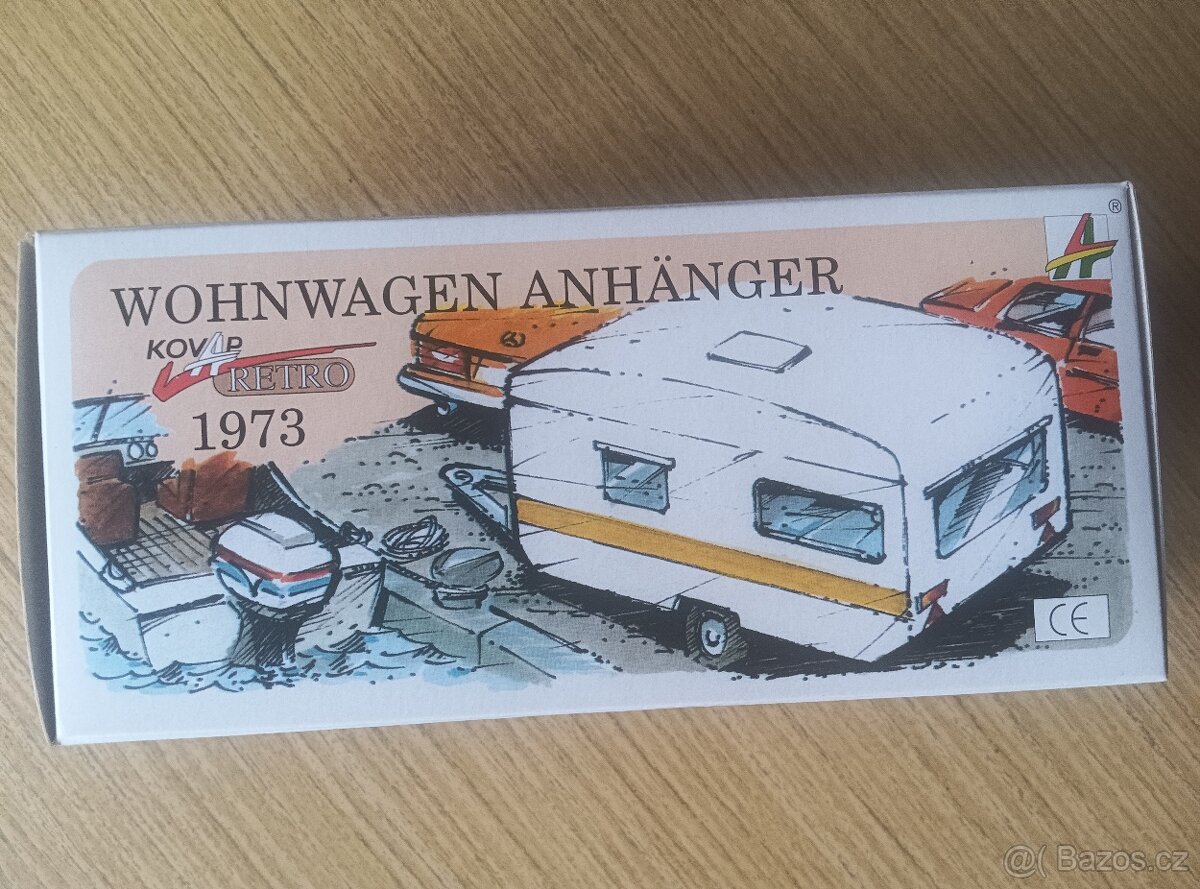 WOHNWAGEN ANHÄNGER
®
KOVAP
RETRO
1973
CE
@( Bazos.cz